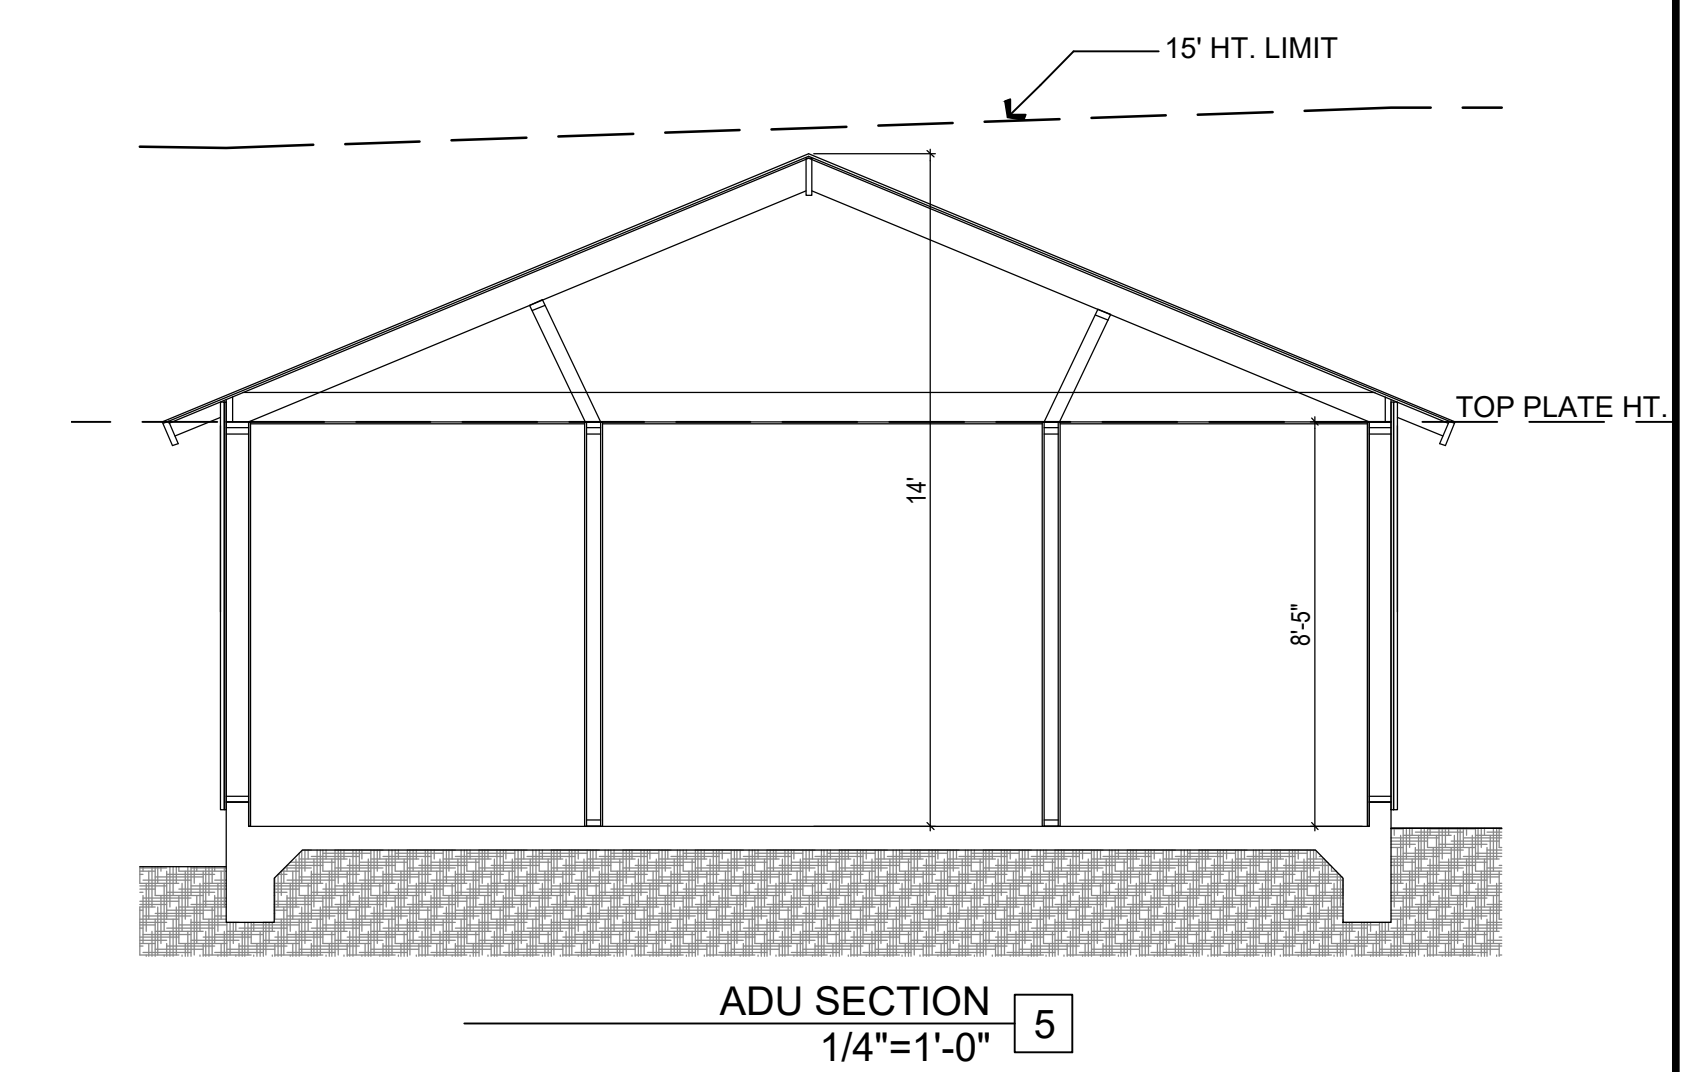 15' HT. LIMIT
TOP PLATE HT.
14'
8'-5"
ADU SECTION
5
1/4"=1'-0"